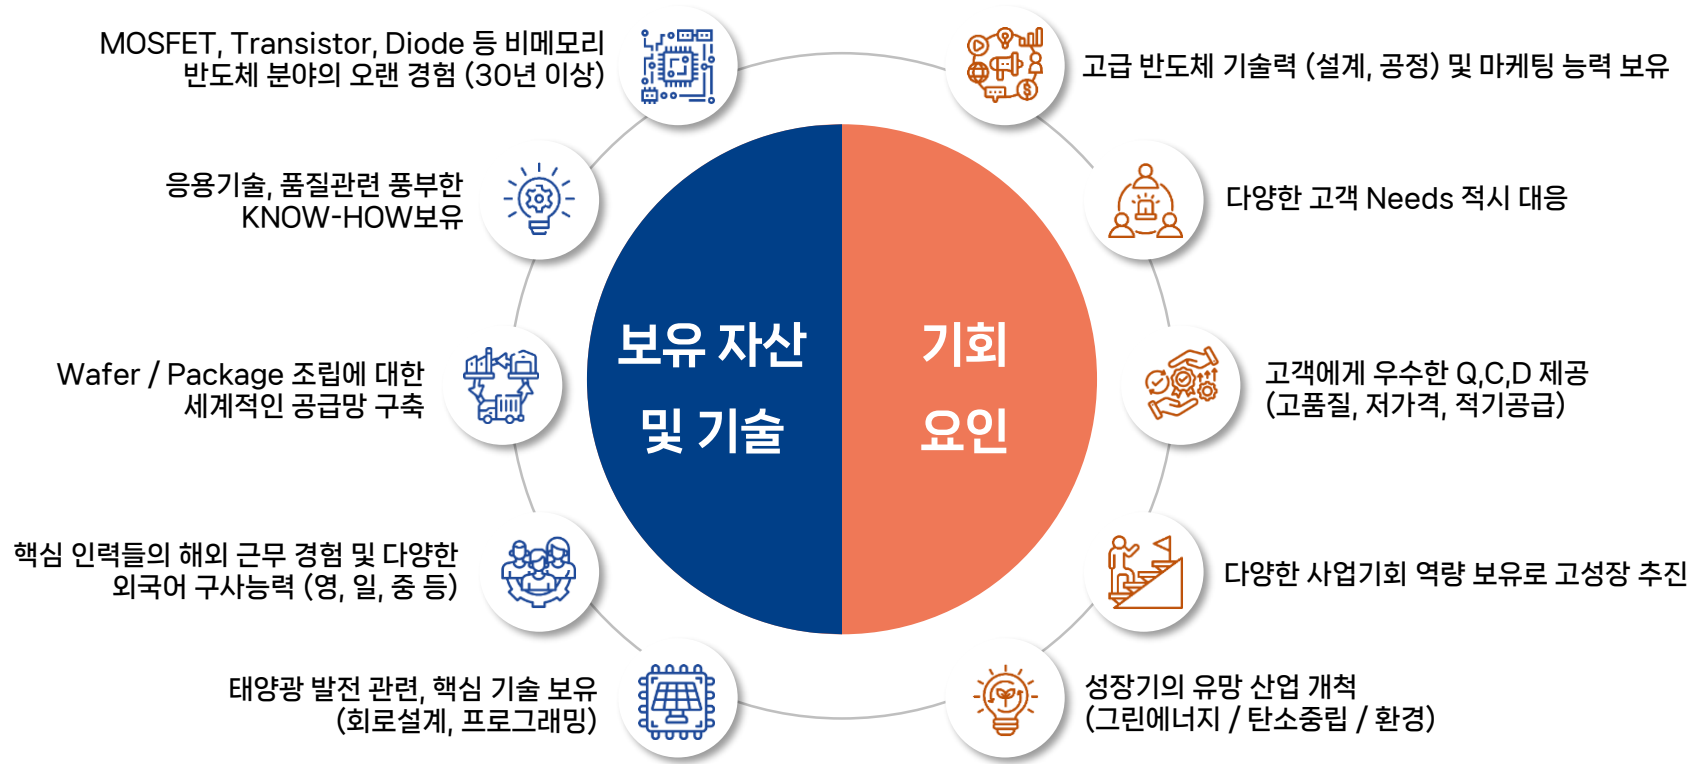 MOSFET, Transistor, Diode 등 비메모리
반도체 분야의 오랜 경험 (30년 이상)
응용기술, 품질관련 풍부한
KNOW-HOW보유
Wafer / Package 조립에 대한
세계적인 공급망 구축
핵심 인력들의 해외 근무 경험 및 다양한
외국어 구사능력 (영, 일, 중 등)
태양광 발전 관련, 핵심 기술 보유
(회로설계, 프로그래밍)
보유 자산
및 기술
기회
요인
고급 반도체 기술력 (설계, 공정) 및 마케팅 능력 보유
다양한 고객 Needs 적시 대응
고객에게 우수한 Q,C,D 제공
(고품질, 저가격, 적기공급)
다양한 사업기회 역량 보유로 고성장 추진
성장기의 유망 산업 개척
(그린에너지 / 탄소중립 / 환경)